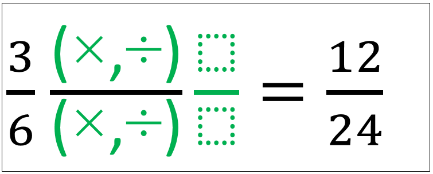 3/6 (×,÷)/(×,÷) □/□ = 12/24